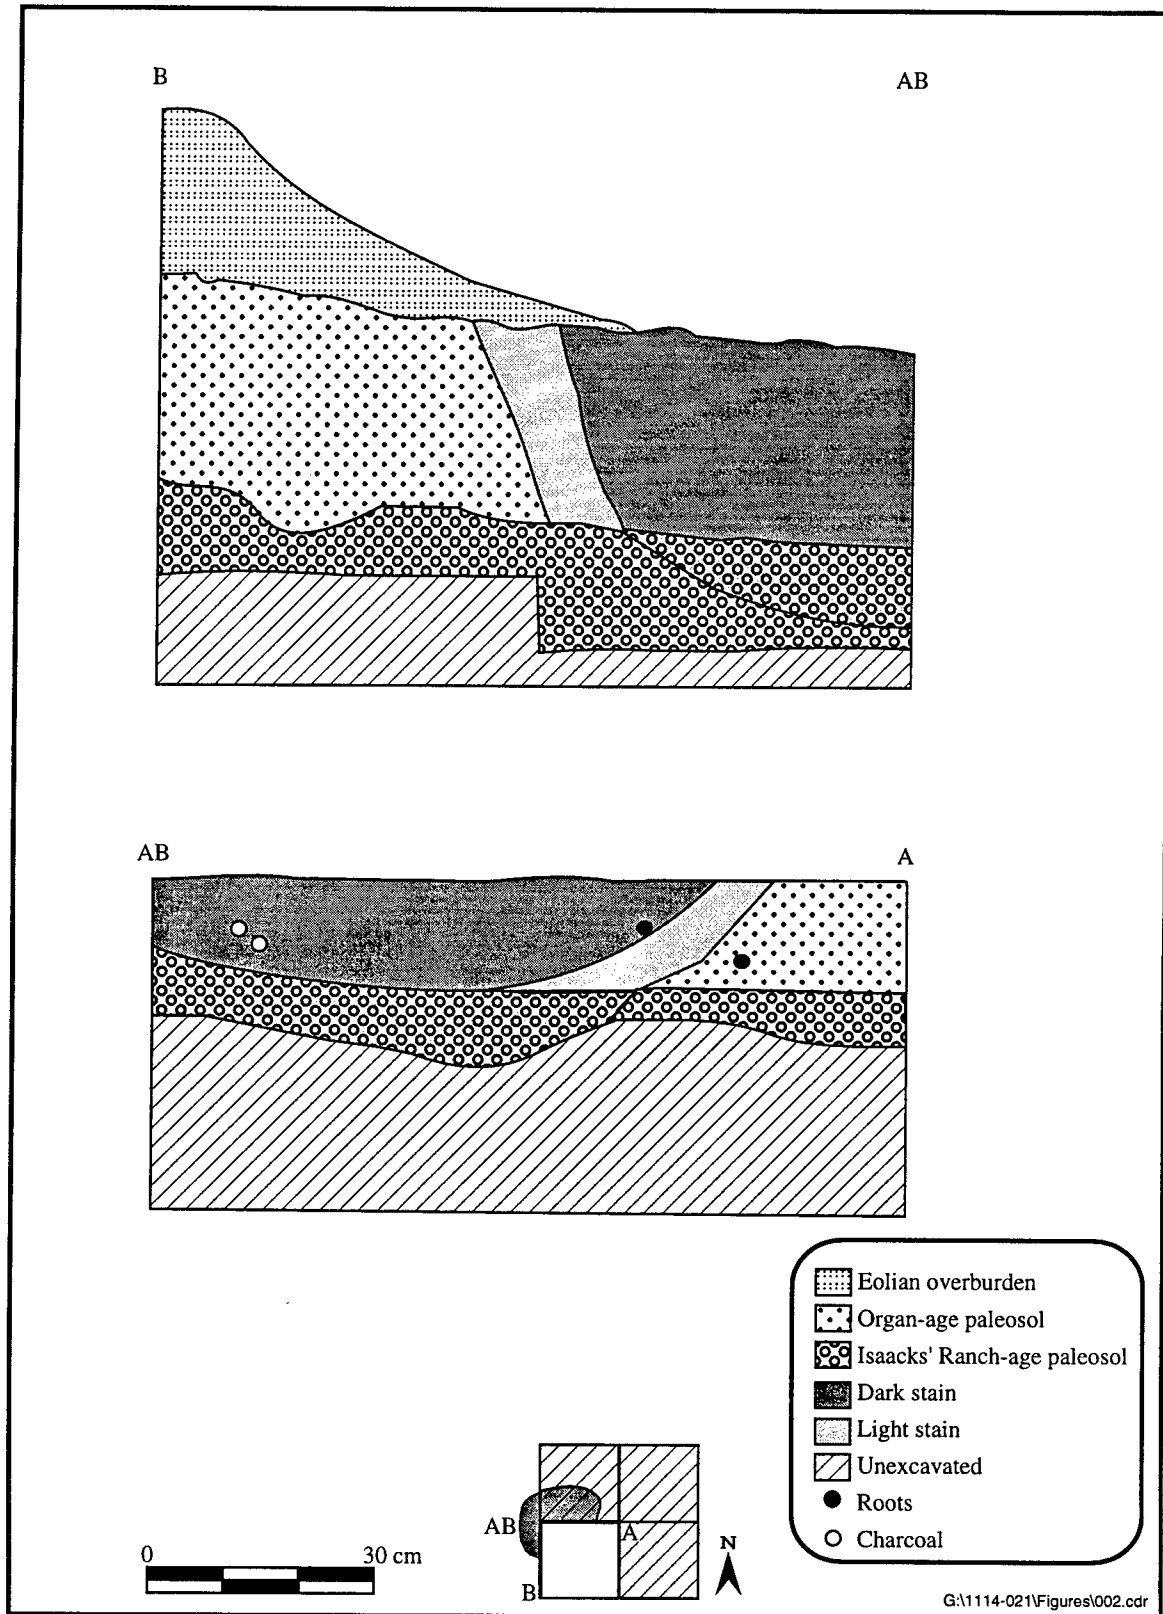 B
AB
AB
A
Eolian overburden
Organ-age paleosol
Isaacks' Ranch-age paleosol
Dark stain
Light stain
Unexcavated
Roots
Charcoal
AB
A
B
N
0
30 cm
G:\1114-021\Figures\002.cdr